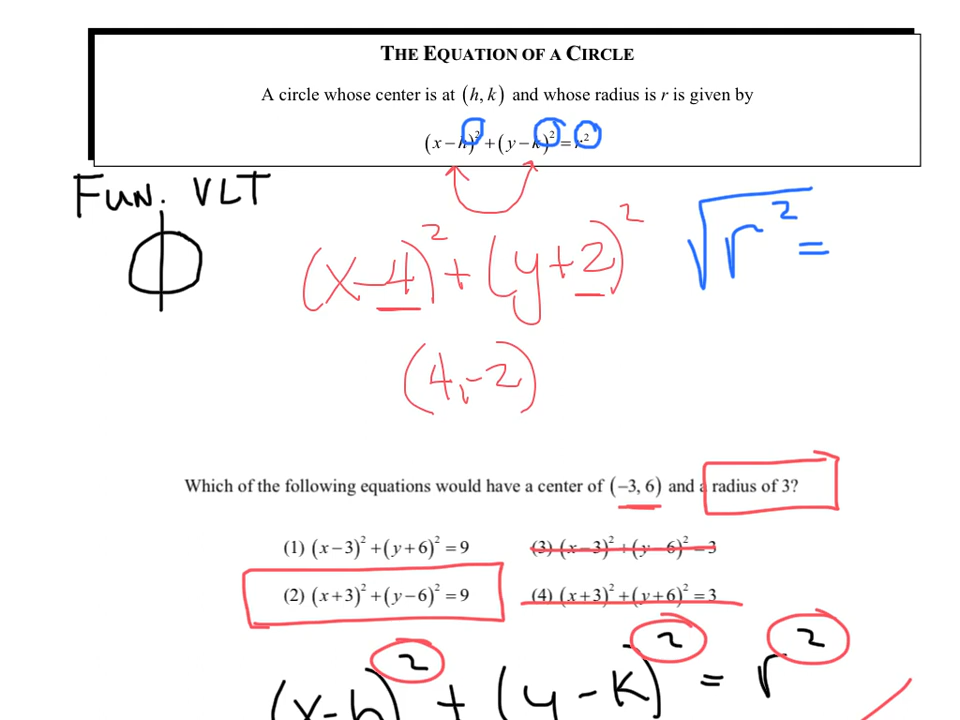 THE EQUATION OF A CIRCLE
A circle whose center is at (h, k) and whose radius is r is given by
(x − h)² + (y − k)² = r²
Fun. VLT
(x-4)² + (y+2)²
√r² =
(4,-2)
Which of the following equations would have a center of (−3, 6) and a radius of 3?
(1) (x−3)² + (y+6)² = 9
(3) (x−3)² + (y−6)² = 3
(2) (x+3)² + (y−6)² = 9
(4) (x+3)² + (y+6)² = 3
(x-h)² + (y-k)² = r²